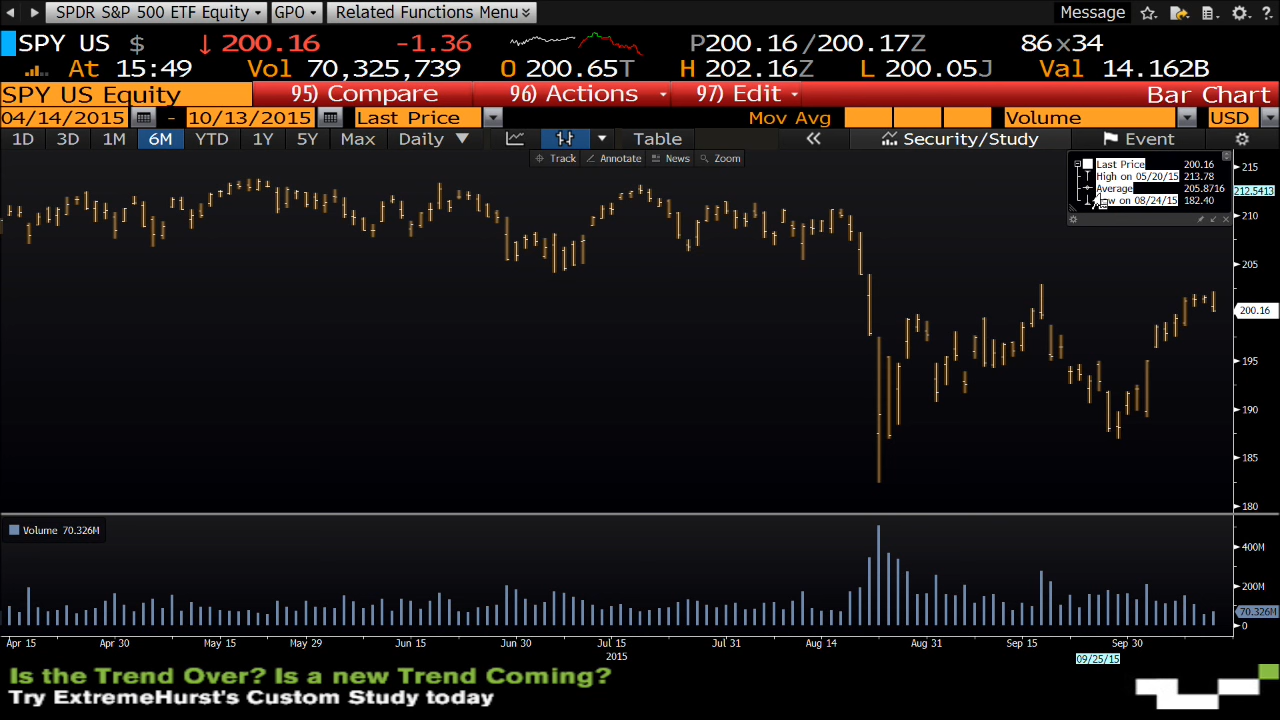 SPDR S&P 500 ETF Equity GPO Related Functions Menu Message ?
SPY US $ 200.16 -1.36 P200.16/200.17Z 86x34
At 15:49 Vol 70,325,739 O 200.65T H 202.16Z L 200.05J Val 14.162B
SPY US Equity 95) Compare 96) Actions 97) Edit Bar Chart
04/14/2015 - 10/13/2015 Last Price Mov Avg Volume USD
1D 3D 1M 6M YTD 1Y 5Y Max Daily Table Security/Study Event
Track Annotate News Zoom
Last Price 200.16
High on 05/20/15 213.78
Average 205.8716
on 08/24/15 182.40
215
212.5413
210
205
200.16
195
190
185
180
Volume 70.326M
400M
200M
70.326M
0
Apr 15 Apr 30 May 15 May 29 Jun 15 Jun 30 Jul 15 Jul 31 Aug 14 Aug 31 Sep 15 Sep 30
2015 09/25/15
Is the Trend Over? Is a new Trend Coming?
Try ExtremeHurst's Custom Study today